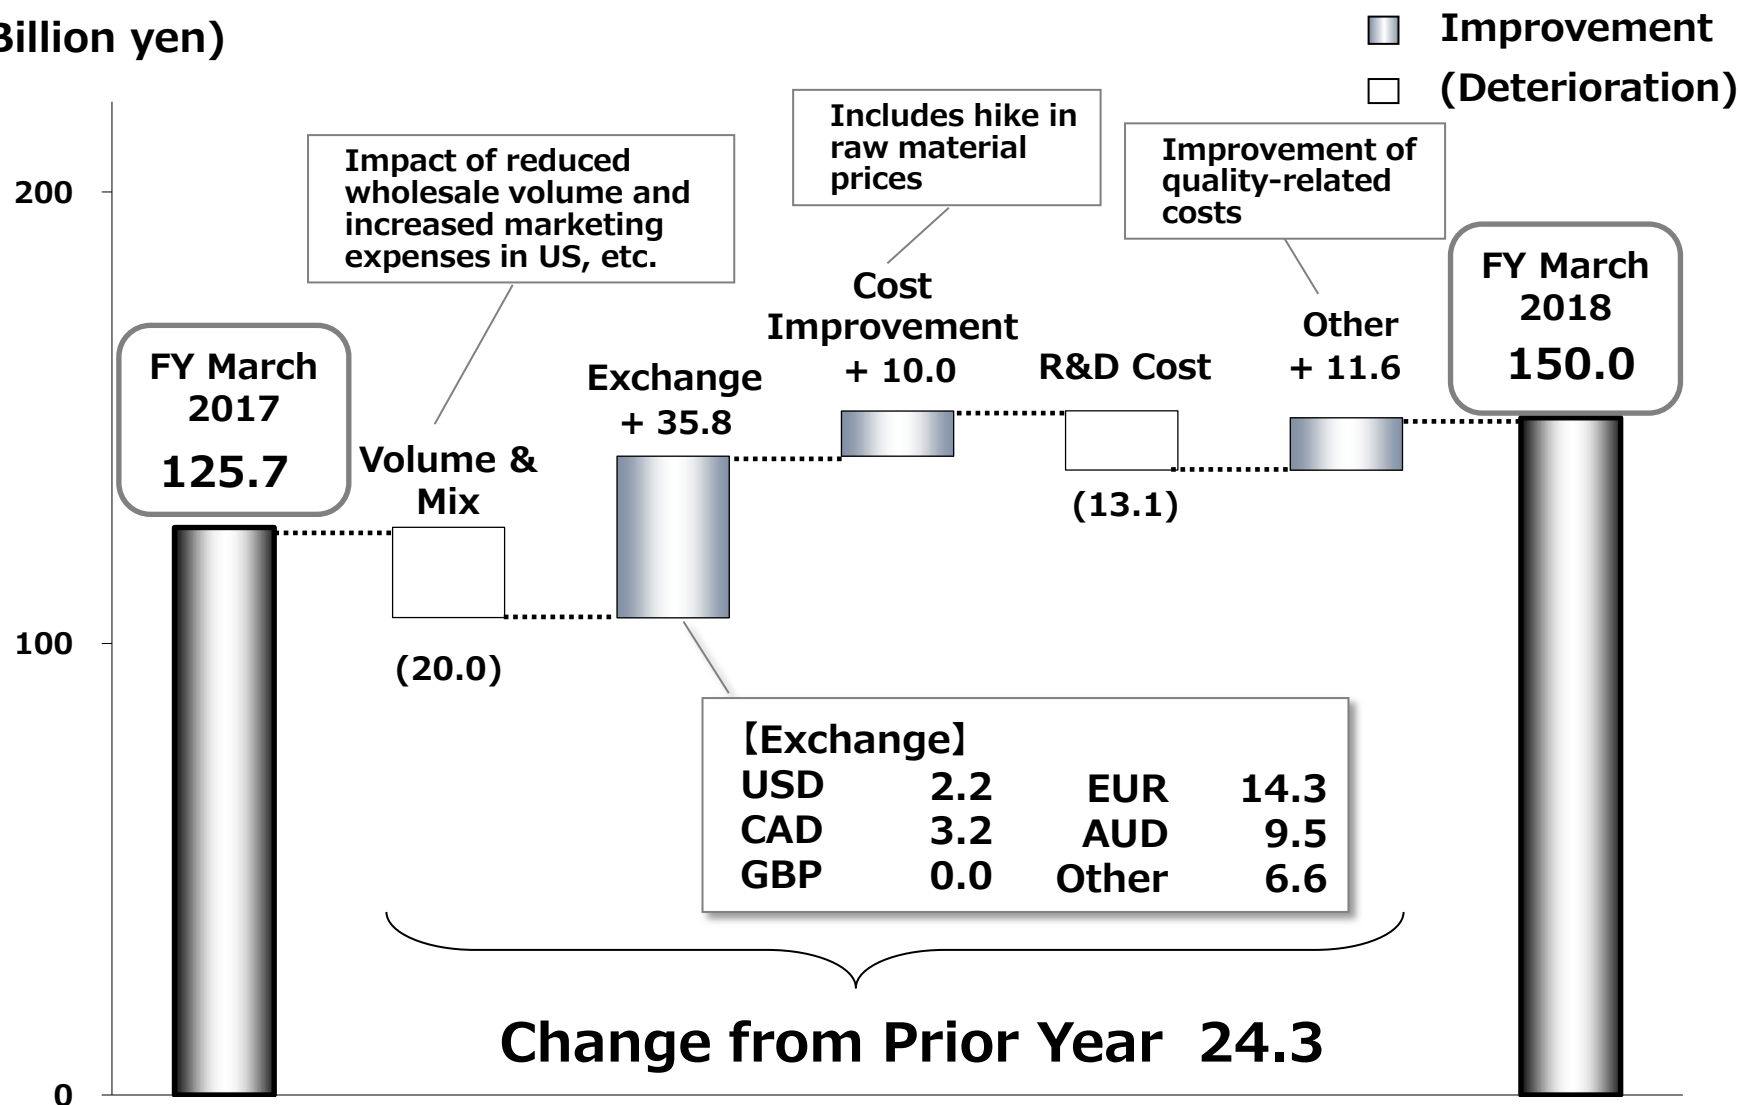 Billion yen)
Improvement
(Deterioration)
200
100
0
FY March
2017
125.7
Impact of reduced
wholesale volume and
increased marketing
expenses in US, etc.
Volume &
Mix
(20.0)
Exchange
+ 35.8
Includes hike in
raw material
prices
Cost
Improvement
+ 10.0
R&D Cost
(13.1)
Improvement of
quality-related
costs
Other
+ 11.6
FY March
2018
150.0
【Exchange】
USD 2.2 EUR 14.3
CAD 3.2 AUD 9.5
GBP 0.0 Other 6.6
Change from Prior Year 24.3